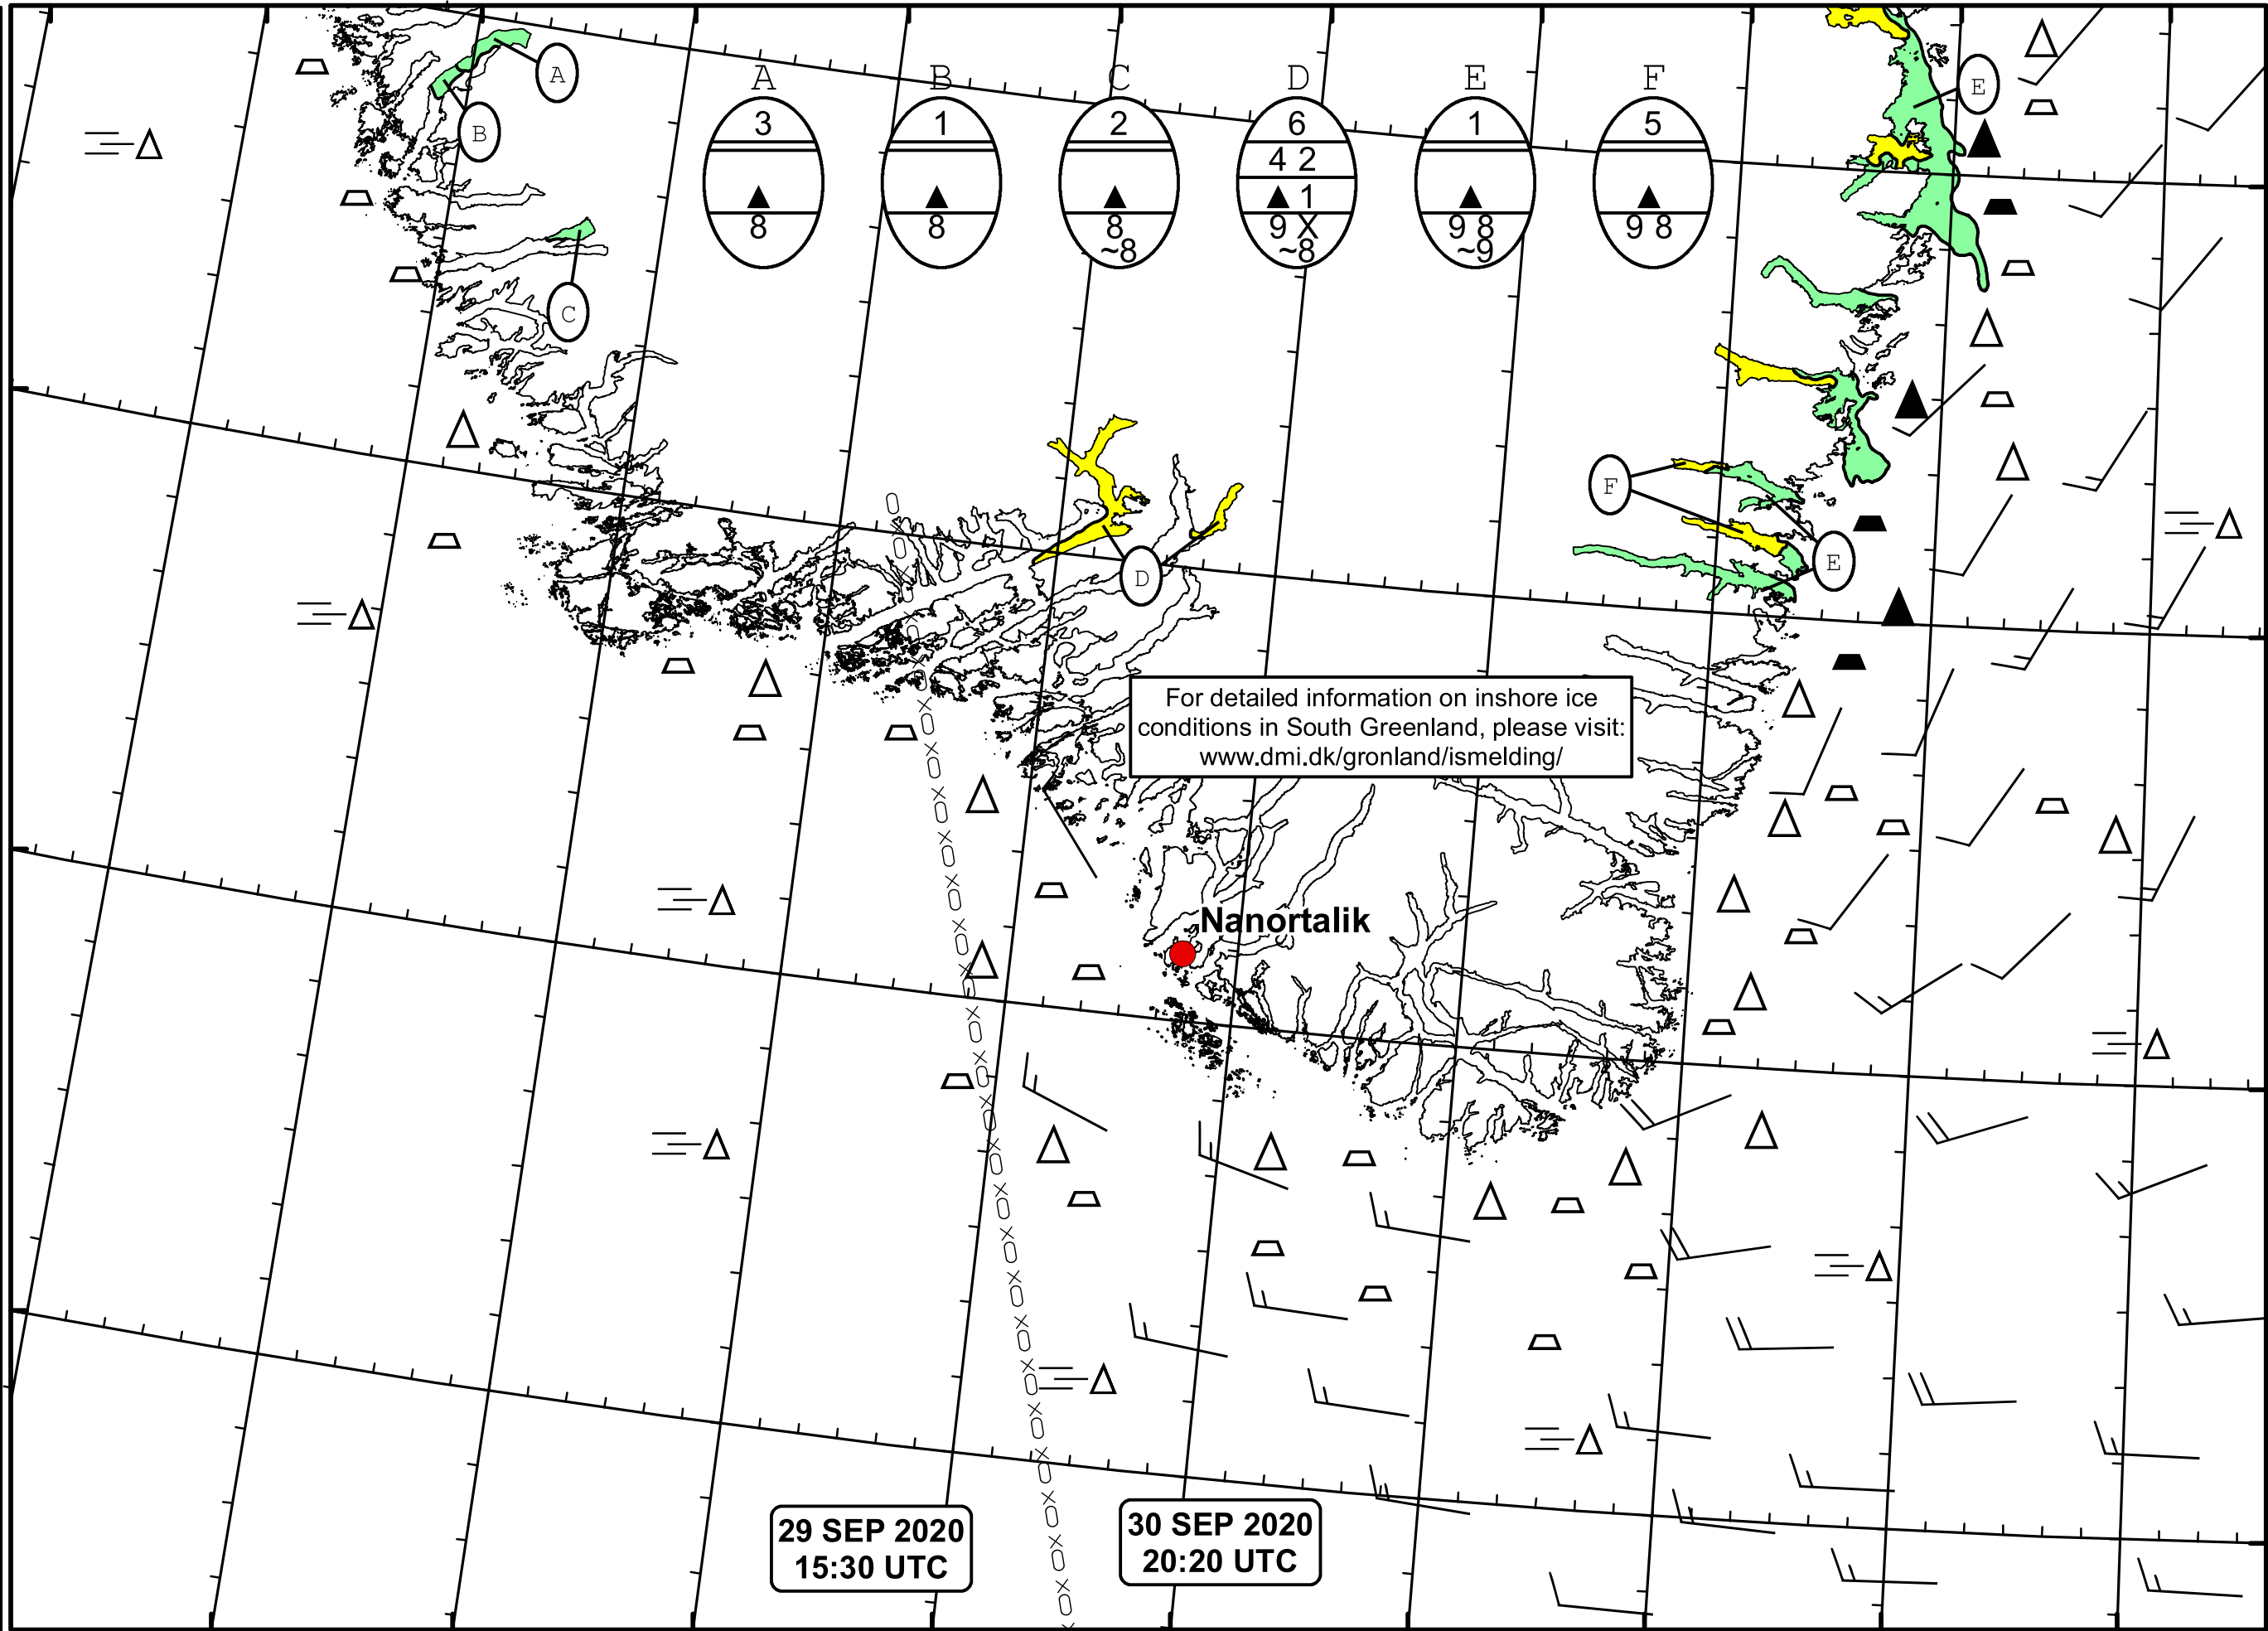 A B C D E F
3 1 2 6 1 5
4 2
▲ ▲ ▲ ▲ 1 ▲ ▲
8 8 8 9 X 9 8 9 8
~8 ~8 ~9
A
B
C
E
F
E
D
For detailed information on inshore ice
conditions in South Greenland, please visit:
www.dmi.dk/gronland/ismelding/
Nanortalik
29 SEP 2020
15:30 UTC
30 SEP 2020
20:20 UTC